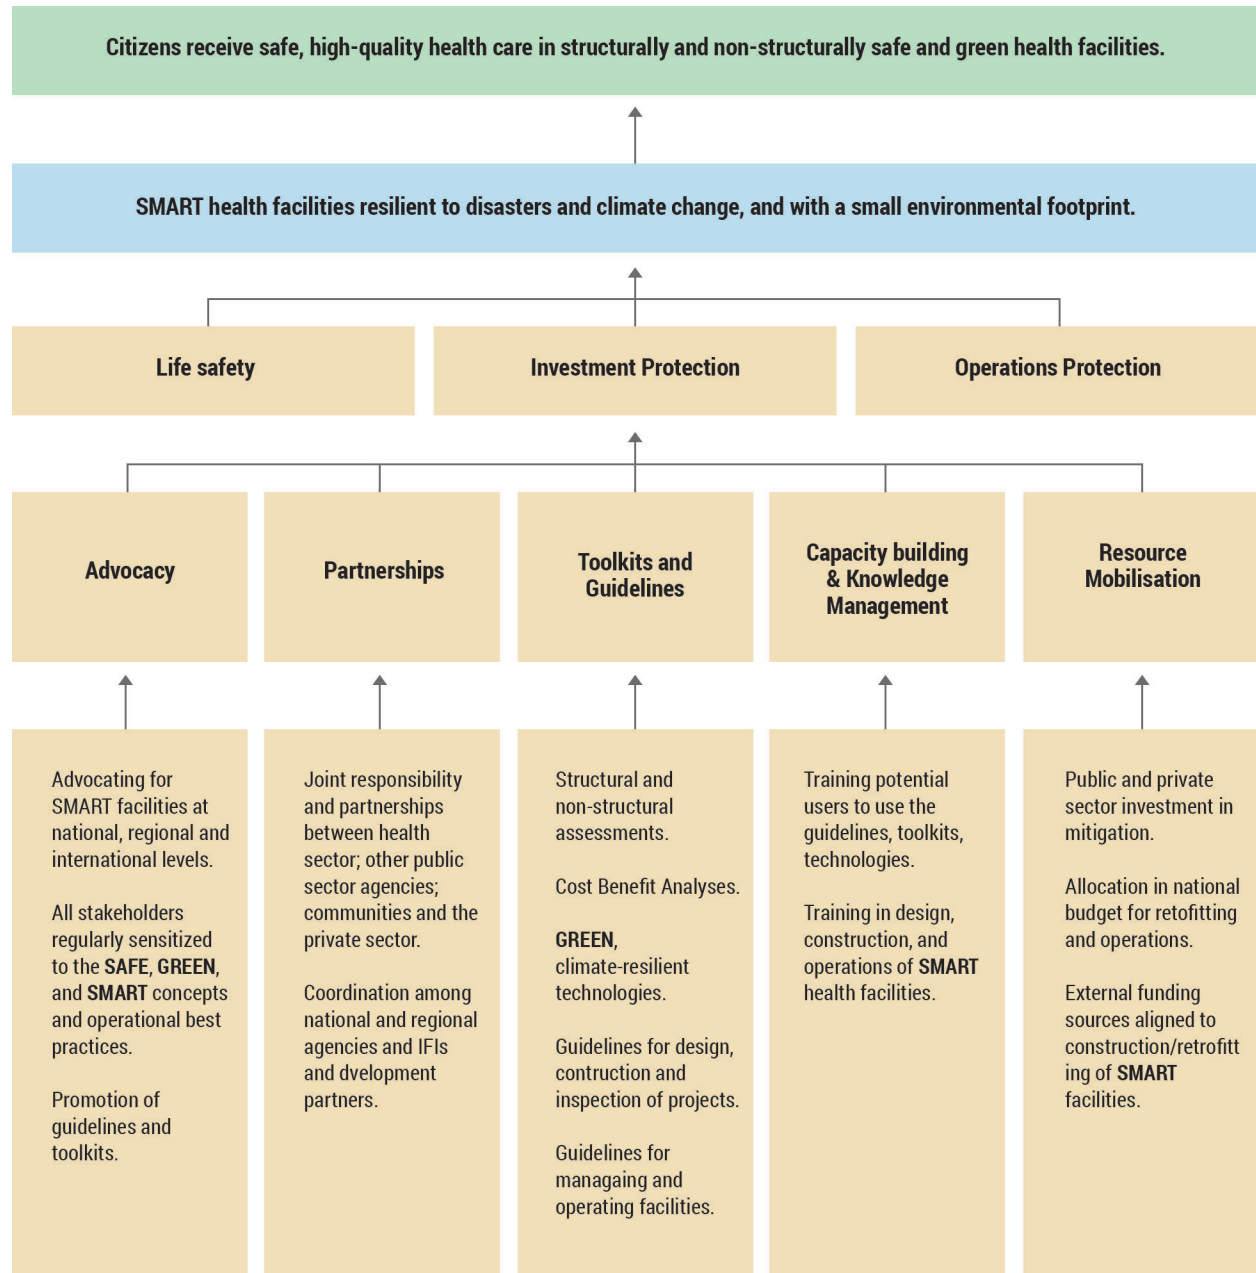 Citizens receive safe, high-quality health care in structurally and non-structurally safe and green health facilities.
SMART health facilities resilient to disasters and climate change, and with a small environmental footprint.
Life safety
Investment Protection
Operations Protection
Advocacy
Partnerships
Toolkits and
Guidelines
Capacity building
& Knowledge
Management
Resource
Mobilisation
Advocating for
SMART facilities at
national, regional and
international levels.
All stakeholders
regularly sensitized
to the SAFE, GREEN,
and SMART concepts
and operational best
practices.
Promotion of
guidelines and
toolkits.
Joint responsibility
and partnerships
between health
sector; other public
sector agencies;
communities and the
private sector.
Coordination among
national and regional
agencies and IFIs
and dvelopment
partners.
Structural and
non-structural
assessments.
Cost Benefit Analyses.
GREEN,
climate-resilient
technologies.
Guidelines for design,
contruction and
inspection of projects.
Guidelines for
managaing and
operating facilities.
Training potential
users to use the
guidelines, toolkits,
technologies.
Training in design,
construction, and
operations of SMART
health facilities.
Public and private
sector investment in
mitigation.
Allocation in national
budget for retofitting
and operations.
External funding
sources aligned to
construction/retrofitt
ing of SMART
facilities.